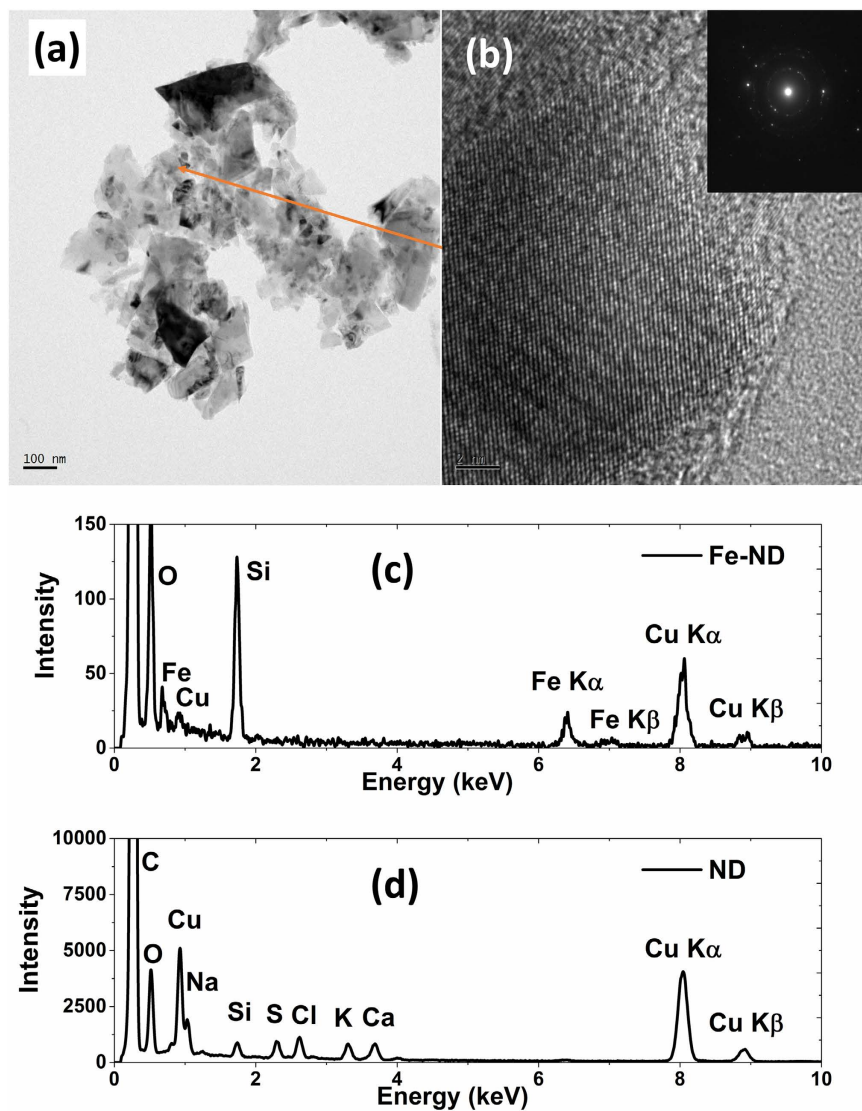 (a)
(b)
100 nm
2 nm
150
100
50
0
Intensity
O
Fe
Cu
Si
(c)
Fe-ND
Fe Kα
Fe Kβ
Cu Kα
Cu Kβ
0 2 4 6 8 10
Energy (keV)
10000
7500
5000
2500
0
Intensity
C
O
Cu
Na
Si
S
Cl
K
Ca
(d)
ND
Cu Kα
Cu Kβ
0 2 4 6 8 10
Energy (keV)